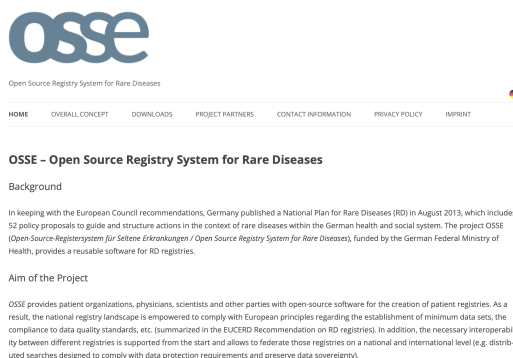 osse
Open Source Registry System for Rare Diseases
HOME OVERALL CONCEPT DOWNLOADS PROJECT PARTNERS CONTACT INFORMATION PRIVACY POLICY IMPRINT
OSSE – Open Source Registry System for Rare Diseases
Background
In keeping with the European Council recommendations, Germany published a National Plan for Rare Diseases (RD) in August 2013, which include
52 policy proposals to guide and structure actions in the context of rare diseases within the German health and social system. The project OSSE
(Open-Source-Registersystem für Seltene Erkrankungen / Open Source Registry System for Rare Diseases), funded by the German Federal Ministry of
Health, provides a reusable software for RD registries.
Aim of the Project
OSSE provides patient organizations, physicians, scientists and other parties with open-source software for the creation of patient registries. As a
result, the national registry landscape is empowered to comply with European principles regarding the establishment of minimum data sets, the
compliance to data quality standards, etc. (summarized in the EUCERD Recommendation on RD registries). In addition, the necessary interoperabi
ity between different registries is supported from the start and allows to federate those registries on a national and international level (e.g. distrib-
uted searches designed to comply with data protection requirements and preserve data sovereignty).